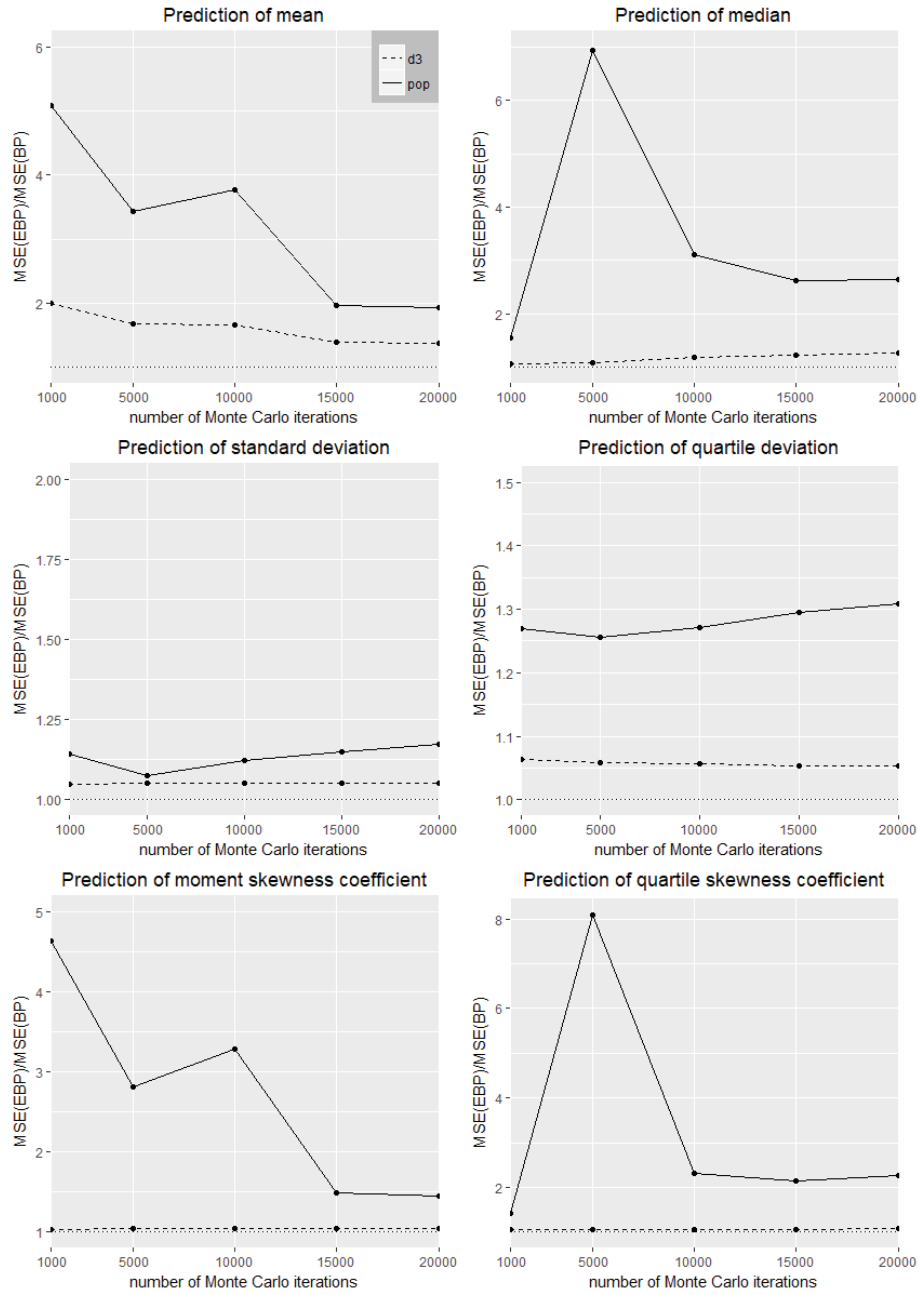 Prediction of mean
MSE(EBP)/MSE(BP)
6
4
2
d3
pop
1000 5000 10000 15000 20000
number of Monte Carlo iterations
Prediction of median
MSE(EBP)/MSE(BP)
6
4
2
1000 5000 10000 15000 20000
number of Monte Carlo iterations
Prediction of standard deviation
MSE(EBP)/MSE(BP)
2.00
1.75
1.50
1.25
1.00
1000 5000 10000 15000 20000
number of Monte Carlo iterations
Prediction of quartile deviation
MSE(EBP)/MSE(BP)
1.5
1.4
1.3
1.2
1.1
1.0
1000 5000 10000 15000 20000
number of Monte Carlo iterations
Prediction of moment skewness coefficient
MSE(EBP)/MSE(BP)
5
4
3
2
1
1000 5000 10000 15000 20000
number of Monte Carlo iterations
Prediction of quartile skewness coefficient
MSE(EBP)/MSE(BP)
8
6
4
2
1000 5000 10000 15000 20000
number of Monte Carlo iterations